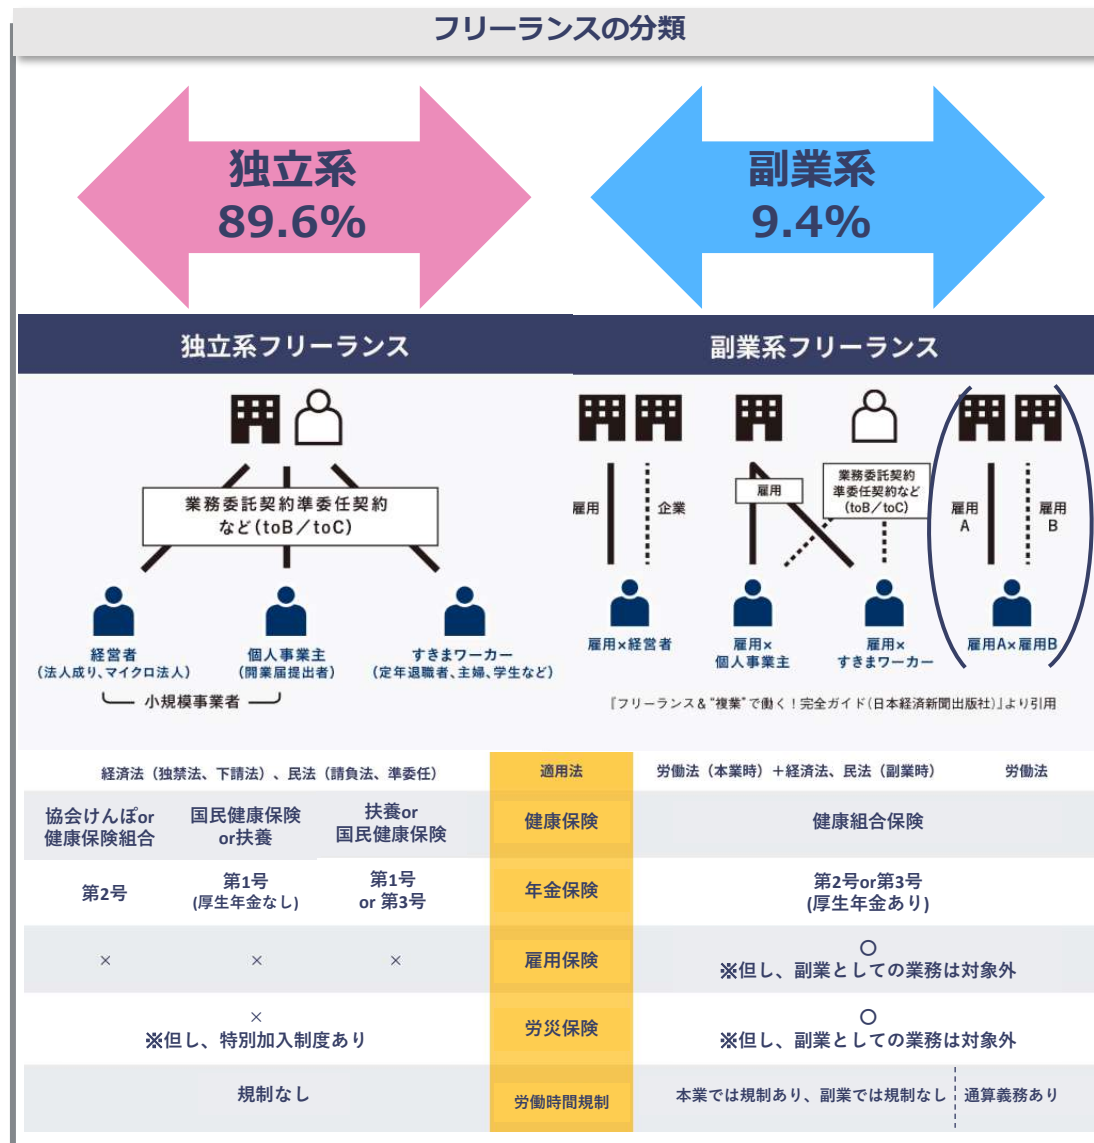 フリーランスの分類
独立系
89.6%
副業系
9.4%
独立系フリーランス
副業系フリーランス
業務委託契約準委任契約
など(toB／toC)
経営者
(法人成り、マイクロ法人)
個人事業主
(開業届提出者)
すきまワーカー
(定年退職者、主婦、学生など)
小規模事業者
雇用
企業
雇用
業務委託契約
準委任契約など
(toB／toC)
雇用
A
雇用
B
雇用×経営者
雇用×
個人事業主
雇用×
すきまワーカー
雇用A×雇用B
『フリーランス＆“複業”で働く！完全ガイド(日本経済新聞出版社)』より引用
経済法（独禁法、下請法）、民法（請負法、準委任）
適用法
労働法（本業時）＋経済法、民法（副業時）
労働法
協会けんぽor
健康保険組合
国民健康保険
or扶養
扶養or
国民健康保険
健康保険
健康組合保険
第2号
第1号
(厚生年金なし)
第1号
or 第3号
年金保険
第2号or第3号
(厚生年金あり)
×
×
×
雇用保険
○
※但し、副業としての業務は対象外
×
※但し、特別加入制度あり
労災保険
○
※但し、副業としての業務は対象外
規制なし
労働時間規制
本業では規制あり、副業では規制なし
通算義務あり